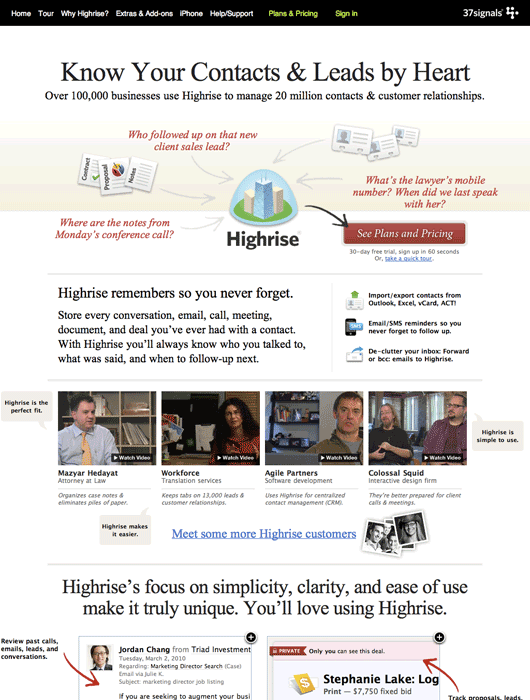 Home Tour Why Highrise? Extras & Add-ons iPhone Help/Support Plans & Pricing Sign in 37signals
Know Your Contacts & Leads by Heart
Over 100,000 businesses use Highrise to manage 20 million contacts & customer relationships.
Who followed up on that new
client sales lead?
Contract
Proposal
Notes
What's the lawyer's mobile
number? When did we last speak
with her?
Where are the notes from
Monday's conference call?
Highrise
See Plans and Pricing
30-day free trial, sign up in 60 seconds
Or, take a quick tour.
Highrise remembers so you never forget.
Store every conversation, email, call, meeting,
document, and deal you've ever had with a contact.
With Highrise you'll always know who you talked to,
what was said, and when to follow-up next.
Import/export contacts from
Outlook, Excel, vCard, ACT!
SMS
Email/SMS reminders so you
never forget to follow up.
De-clutter your inbox: Forward
or bcc: emails to Highrise.
Highrise is the
perfect fit.
Watch Video
Watch Video
Watch Video
Watch Video
Highrise is
simple to use.
Mazyar Hedayat
Attorney at Law
Organizes case notes &
eliminates piles of paper.
Workforce
Translation services
Keeps tabs on 13,000 leads &
customer relationships.
Agile Partners
Software development
Uses Highrise for centralized
contact management (CRM).
Colossal Squid
Interactive design firm
They're better prepared for client
calls & meetings.
Highrise makes
it easier.
Meet some more Highrise customers
Highrise's focus on simplicity, clarity, and ease of use
make it truly unique. You'll love using Highrise.
Review past calls,
emails, leads, and
conversations.
Jordan Chang from Triad Investment
Tuesday, March 2, 2010
Regarding: Marketing Director Search (Case)
Email via Julie K.
Subject: marketing director job listing
If you are seeking to augment your busi
PRIVATE Only you can see this deal.
Stephanie Lake: Log
Print — $7,750 fixed bid
Track proposals, leads,